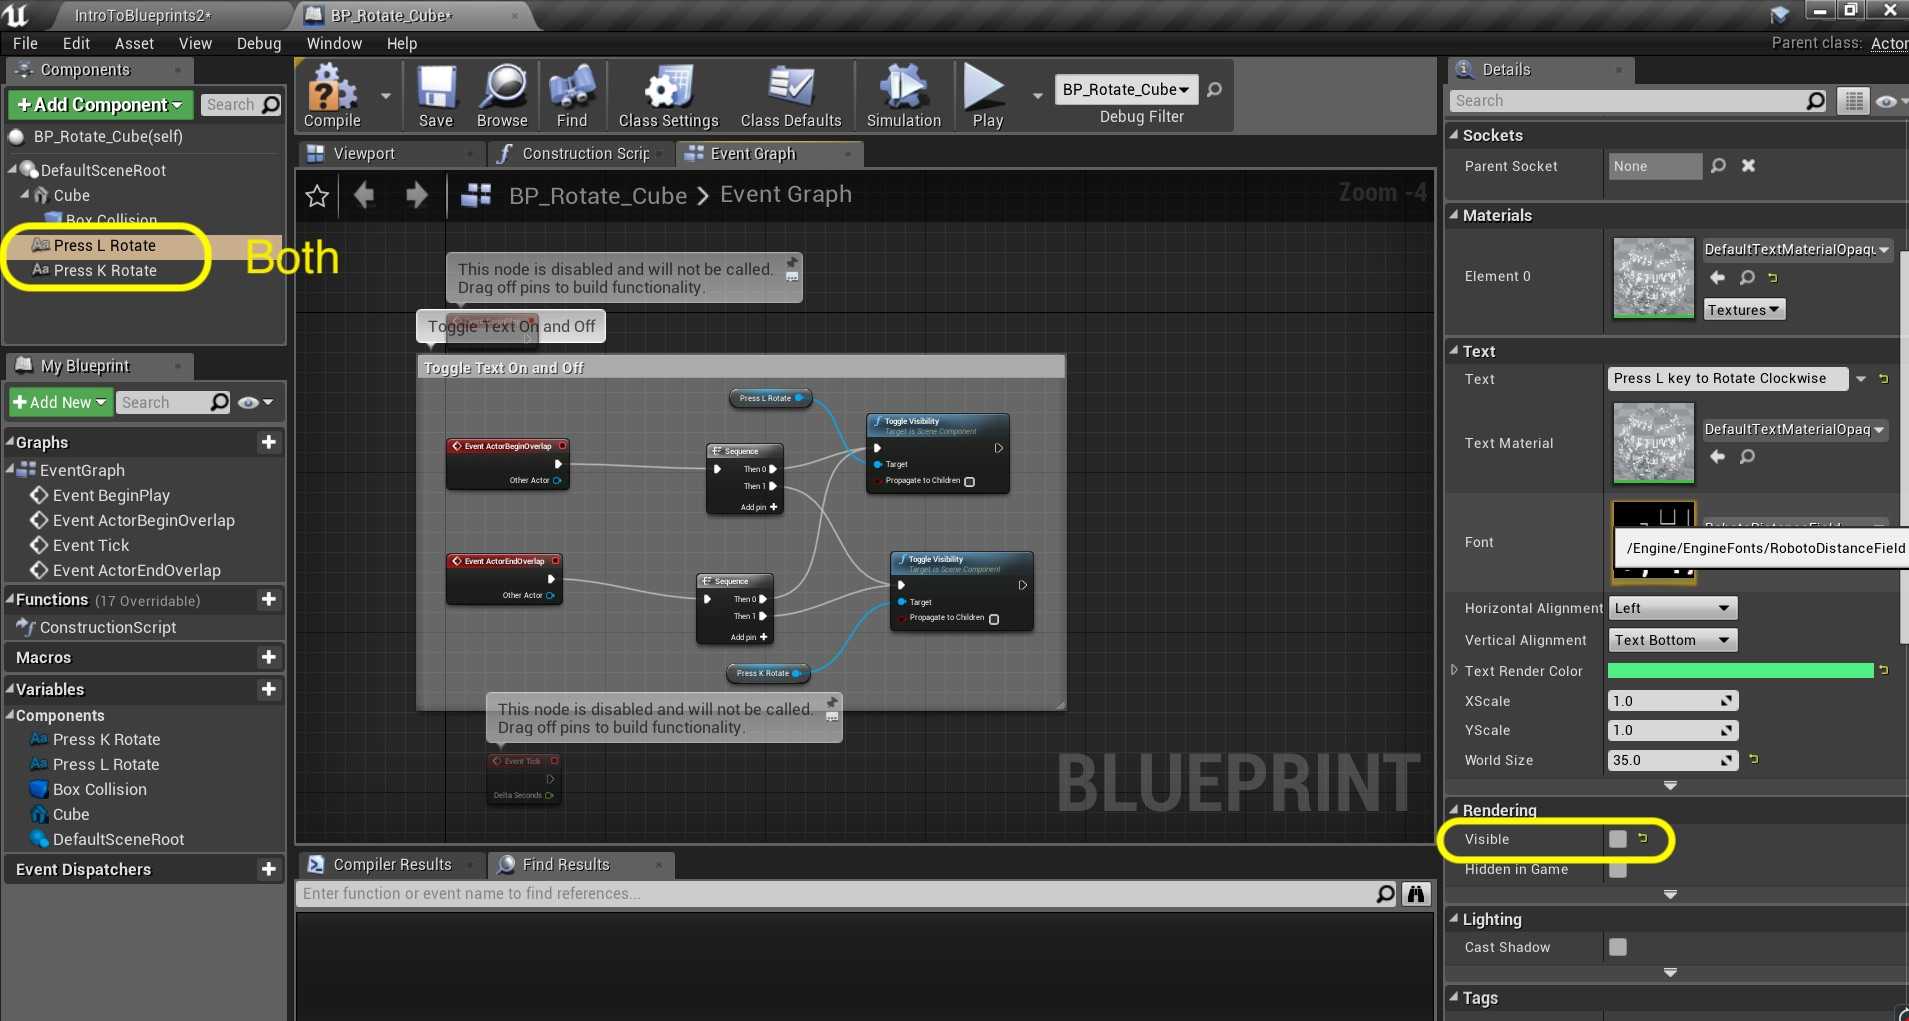 IntroToBlueprints2*
BP_Rotate_Cube*
File Edit Asset View Debug Window Help
Parent class: Actor
Components
+Add Component
Search
BP_Rotate_Cube(self)
DefaultSceneRoot
Cube
Box Collision
Press L Rotate
Press K Rotate
Both
My Blueprint
+Add New
Search
Graphs
EventGraph
Event BeginPlay
Event ActorBeginOverlap
Event Tick
Event ActorEndOverlap
Functions (17 Overridable)
ConstructionScript
Macros
Variables
Components
Press K Rotate
Press L Rotate
Box Collision
Cube
DefaultSceneRoot
Event Dispatchers
Compile
Save
Browse
Find
Class Settings
Class Defaults
Simulation
Play
BP_Rotate_Cube
Debug Filter
Viewport
Construction Scrip
Event Graph
BP_Rotate_Cube > Event Graph
Zoom -4
This node is disabled and will not be called.
Drag off pins to build functionality.
Toggle Text On and Off
Toggle Text On and Off
Press L Rotate
Toggle Visibility
Target is Scene Component
Target
Propagate to Children
Event ActorBeginOverlap
Other Actor
Sequence
Then 0
Then 1
Add pin +
Event ActorEndOverlap
Other Actor
Sequence
Then 0
Then 1
Add pin +
Toggle Visibility
Target is Scene Component
Target
Propagate to Children
Press K Rotate
This node is disabled and will not be called.
Drag off pins to build functionality.
Event Tick
Delta Seconds
BLUEPRINT
Compiler Results
Find Results
Enter function or event name to find references...
Details
Search
Sockets
Parent Socket None
Materials
Element 0
DefaultTextMaterialOpaqu
Textures
Text
Text Press L key to Rotate Clockwise
Text Material
DefaultTextMaterialOpaq
Font
/Engine/EngineFonts/RobotoDistanceField
Horizontal Alignment Left
Vertical Alignment Text Bottom
Text Render Color
XScale 1.0
YScale 1.0
World Size 35.0
Rendering
Visible
Hidden in Game
Lighting
Cast Shadow
Tags